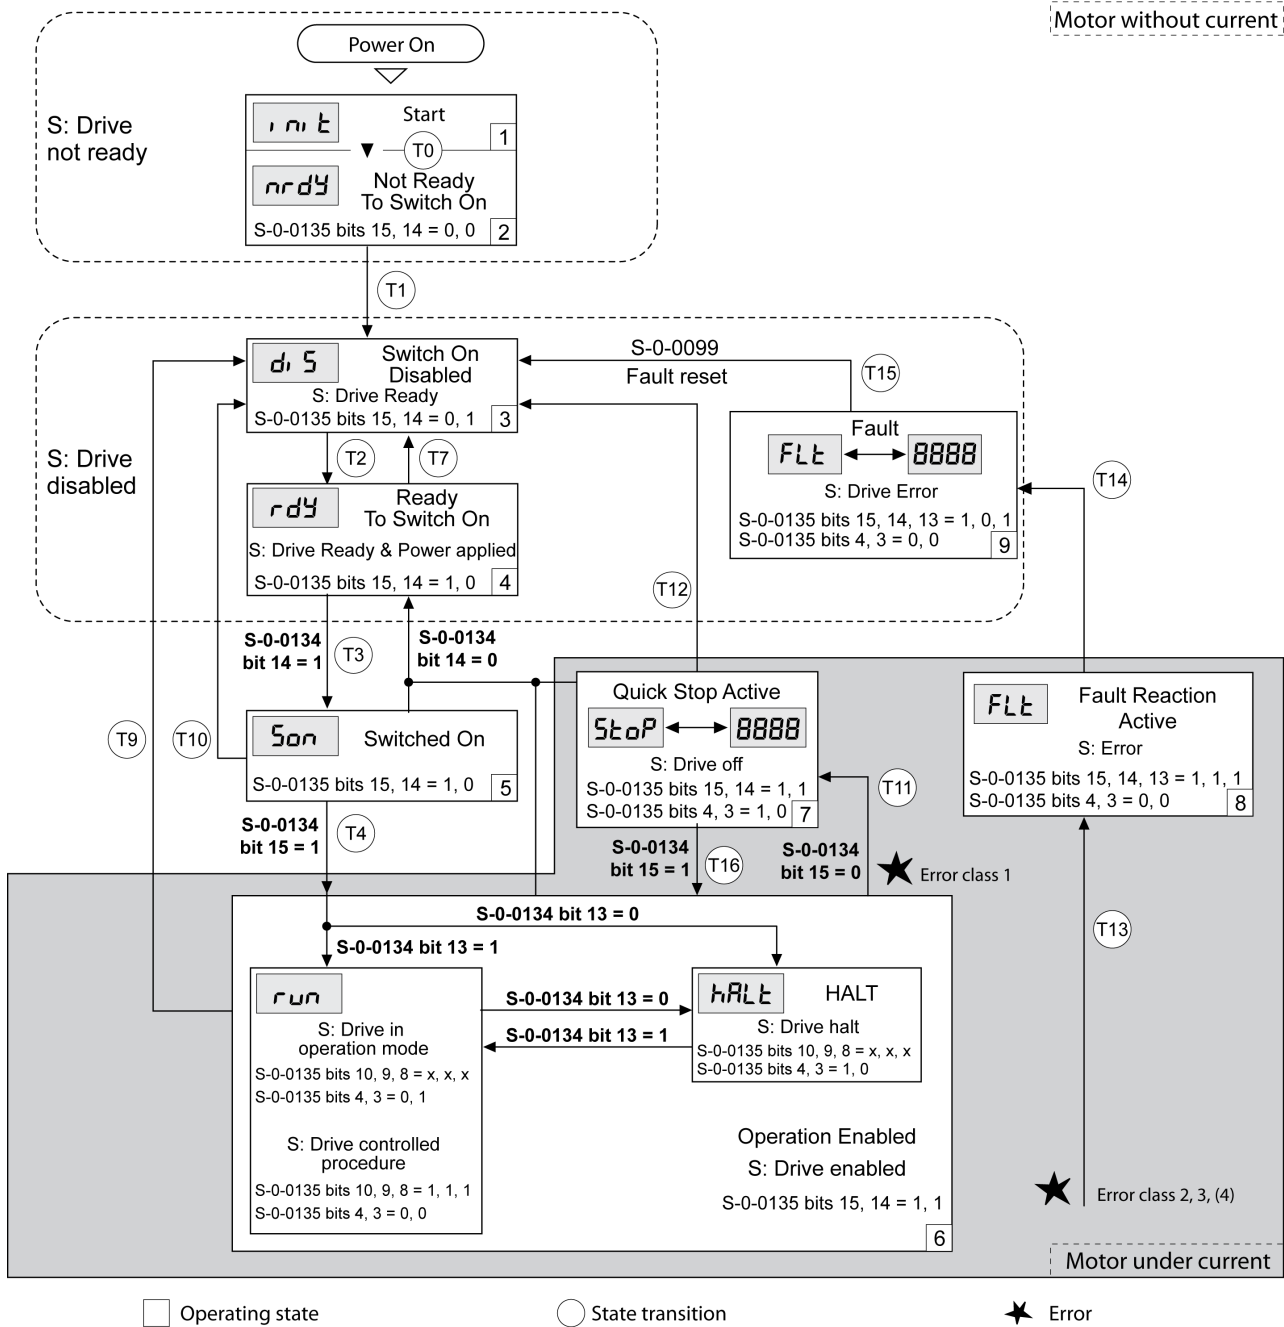 Motor without current
Power On
S: Drive
not ready
init
Start
1
T0
nrdy
Not Ready
To Switch On
S-0-0135 bits 15, 14 = 0, 0
2
T1
S: Drive
disabled
diS
Switch On
Disabled
S: Drive Ready
S-0-0135 bits 15, 14 = 0, 1
3
S-0-0099
Fault reset
T15
T2
T7
Fault
FLt
8888
S: Drive Error
S-0-0135 bits 15, 14, 13 = 1, 0, 1
S-0-0135 bits 4, 3 = 0, 0
9
T14
rdy
Ready
To Switch On
S: Drive Ready & Power applied
S-0-0135 bits 15, 14 = 1, 0
4
T12
S-0-0134
bit 14 = 1
T3
S-0-0134
bit 14 = 0
T9
T10
Son
Switched On
S-0-0135 bits 15, 14 = 1, 0
5
Quick Stop Active
StoP
8888
S: Drive off
S-0-0135 bits 15, 14 = 1, 1
S-0-0135 bits 4, 3 = 1, 0
7
T11
FLt
Fault Reaction
Active
S: Error
S-0-0135 bits 15, 14, 13 = 1, 1, 1
S-0-0135 bits 4, 3 = 0, 0
8
S-0-0134
bit 15 = 1
T4
S-0-0134
bit 15 = 1
T16
S-0-0134
bit 15 = 0
Error class 1
T13
S-0-0134 bit 13 = 0
S-0-0134 bit 13 = 1
run
S: Drive in
operation mode
S-0-0135 bits 10, 9, 8 = x, x, x
S-0-0135 bits 4, 3 = 0, 1
S: Drive controlled
procedure
S-0-0135 bits 10, 9, 8 = 1, 1, 1
S-0-0135 bits 4, 3 = 0, 0
S-0-0134 bit 13 = 0
S-0-0134 bit 13 = 1
hALt
HALT
S: Drive halt
S-0-0135 bits 10, 9, 8 = x, x, x
S-0-0135 bits 4, 3 = 1, 0
Operation Enabled
S: Drive enabled
S-0-0135 bits 15, 14 = 1, 1
6
Error class 2, 3, (4)
Motor under current
Operating state
State transition
Error